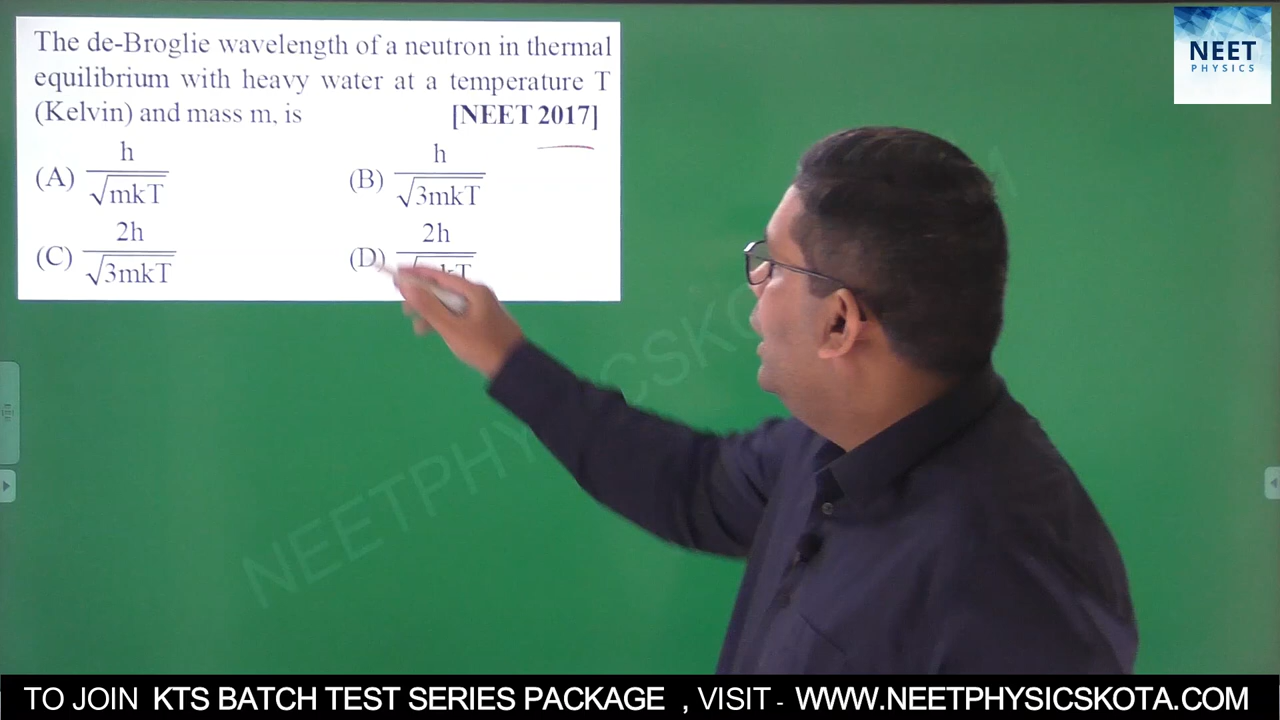 The de-Broglie wavelength of a neutron in thermal
equilibrium with heavy water at a temperature T
(Kelvin) and mass m, is [NEET 2017]
(A) h/√mkT (B) h/√3mkT
(C) 2h/√3mkT (D) 2h/√ kT
NEET
PHYSICS
NEETPHYSICSKO M
TO JOIN KTS BATCH TEST SERIES PACKAGE , VISIT - WWW.NEETPHYSICSKOTA.COM